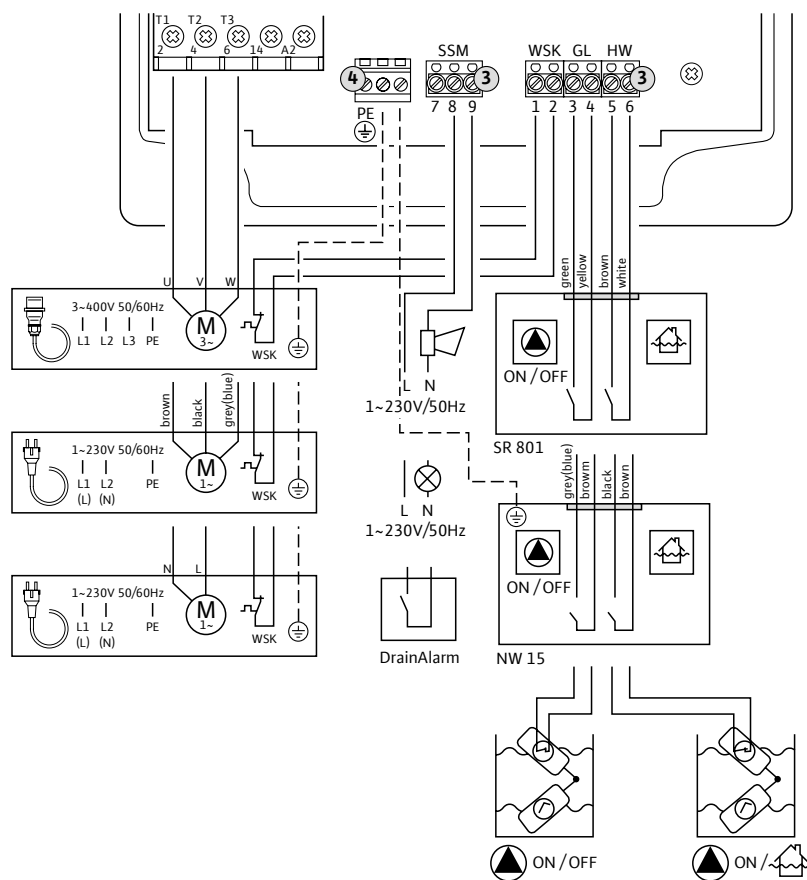 T1 T2 T3
2 4 6 14 A2
SSM WSK GL HW
4 3 3
7 8 9 1 2 3 4 5 6
PE
green
yellow
brown
white
U V W
3~400V 50/60Hz
L1 L2 L3 PE
M
3~
WSK
ON/OFF
L N
1~230V/50Hz
SR 801
brown
black
grey(blue)
1~230V 50/60Hz
L1 L2 PE
(L) (N)
M
1~
WSK
grey(blue)
browm
black
brown
L N
1~230V/50Hz
ON/OFF
N L
1~230V 50/60Hz
L1 L2 PE
(L) (N)
M
1~
WSK
DrainAlarm
NW 15
ON/OFF
ON/